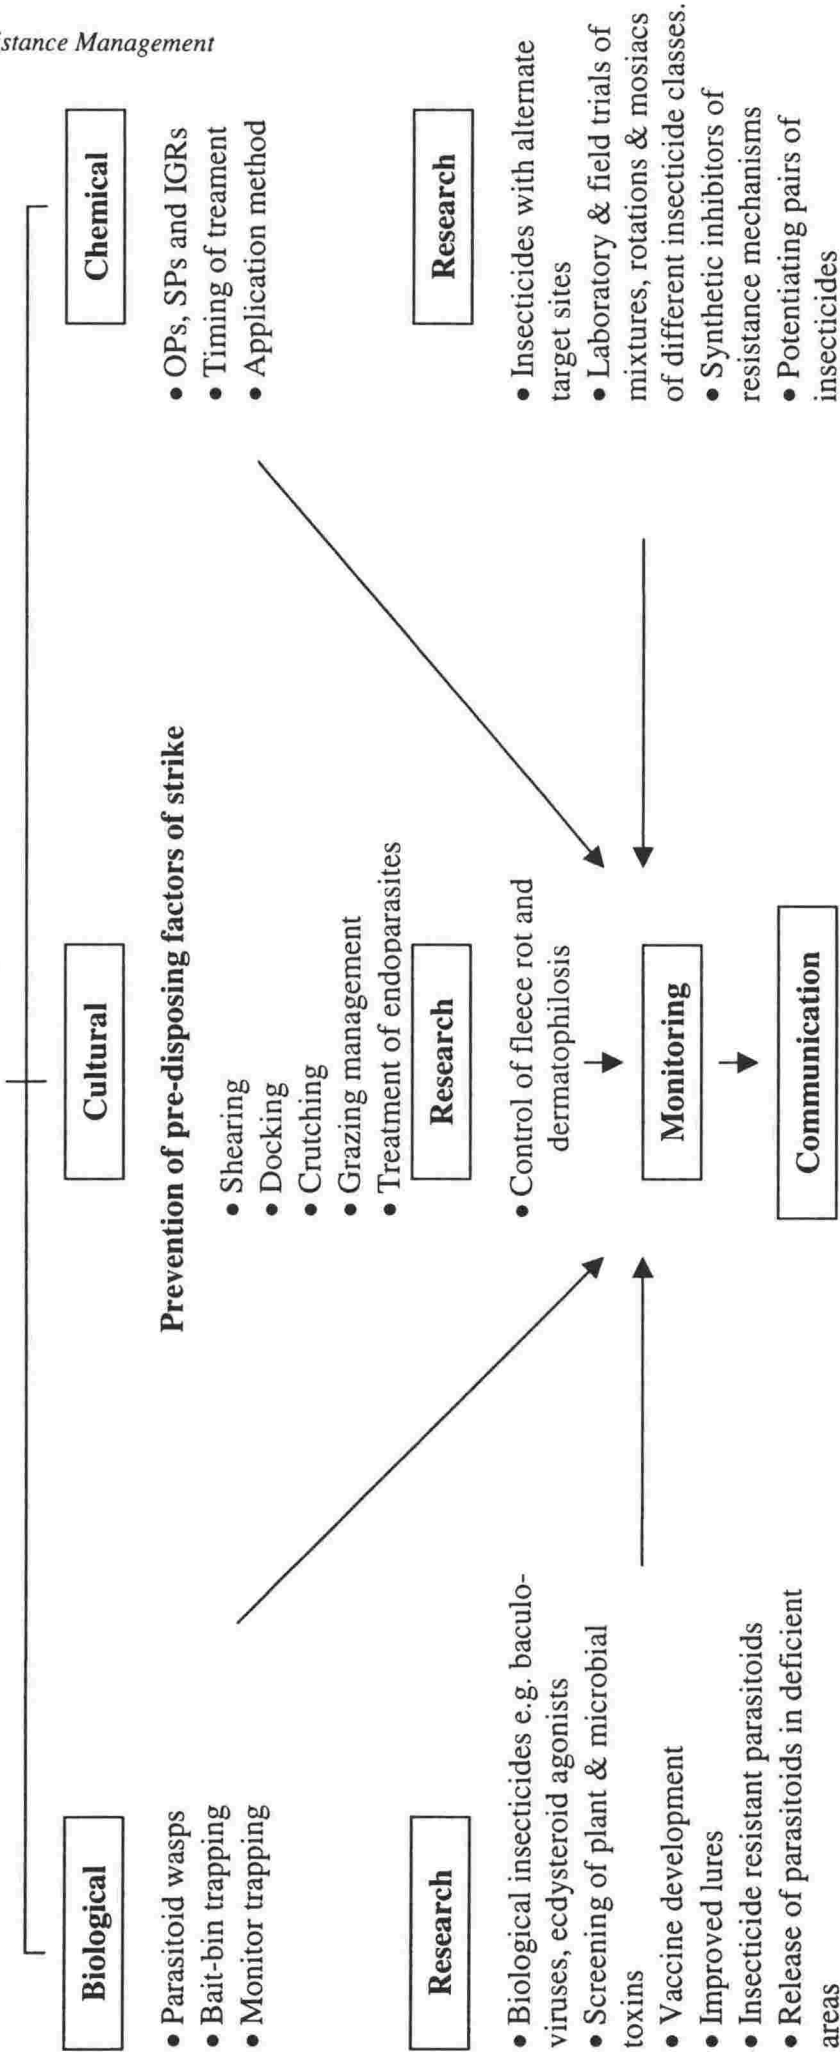 stance Management
Biological
• Parasitoid wasps
• Bait-bin trapping
• Monitor trapping
Research
• Biological insecticides e.g. baculo-
viruses, ecdysteroid agonists
• Screening of plant & microbial
toxins
• Vaccine development
• Improved lures
• Insecticide resistant parasitoids
• Release of parasitoids in deficient
areas
Cultural
Prevention of pre-disposing factors of strike
• Shearing
• Docking
• Crutching
• Grazing management
• Treatment of endoparasites
Research
• Control of fleece rot and
dermatophilosis
Monitoring
Communication
Chemical
• OPs, SPs and IGRs
• Timing of treament
• Application method
Research
• Insecticides with alternate
target sites
• Laboratory & field trials of
mixtures, rotations & mosiacs
of different insecticide classes.
• Synthetic inhibitors of
resistance mechanisms
• Potentiating pairs of
insecticides